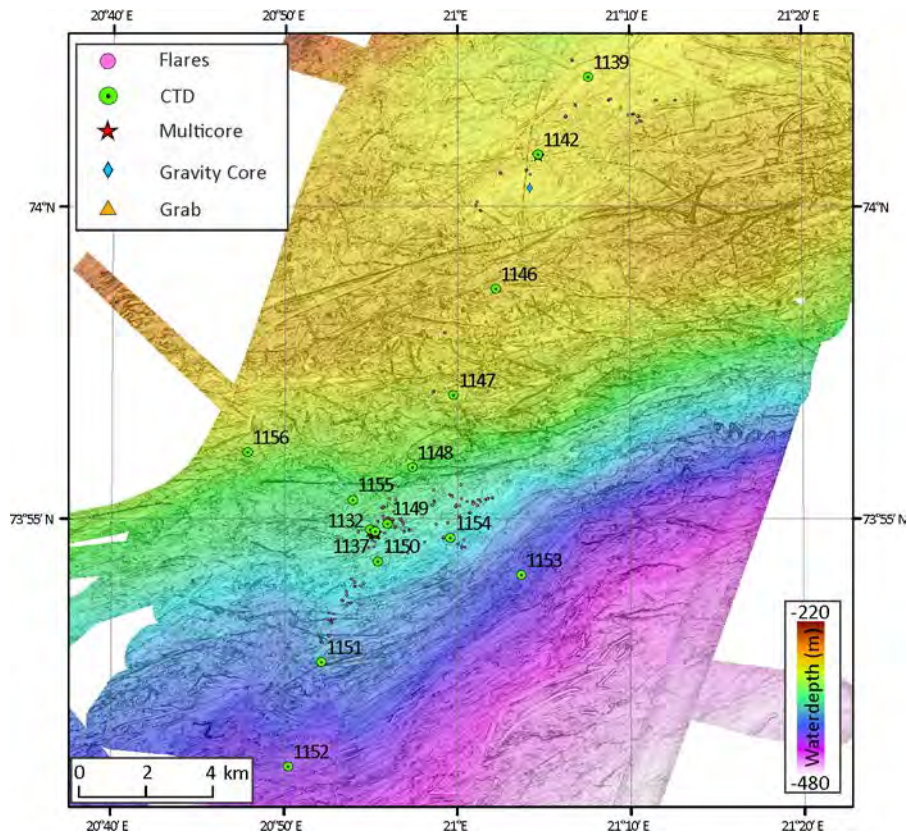 20°40' E 20°50' E 21° E 21°10' E 21°20' E
Flares
CTD
Multicore
Gravity Core
Grab
1139
1142
74°N 74°N
1146
1147
1156
1148
1155
1132 1149
73°55'N 73°55'N
1154
1137 1150
1153
1151
1152
-220
Waterdepth (m)
-480
0 2 4 km
20°40' E 20°50' E 21° E 21°10' E 21°20' E